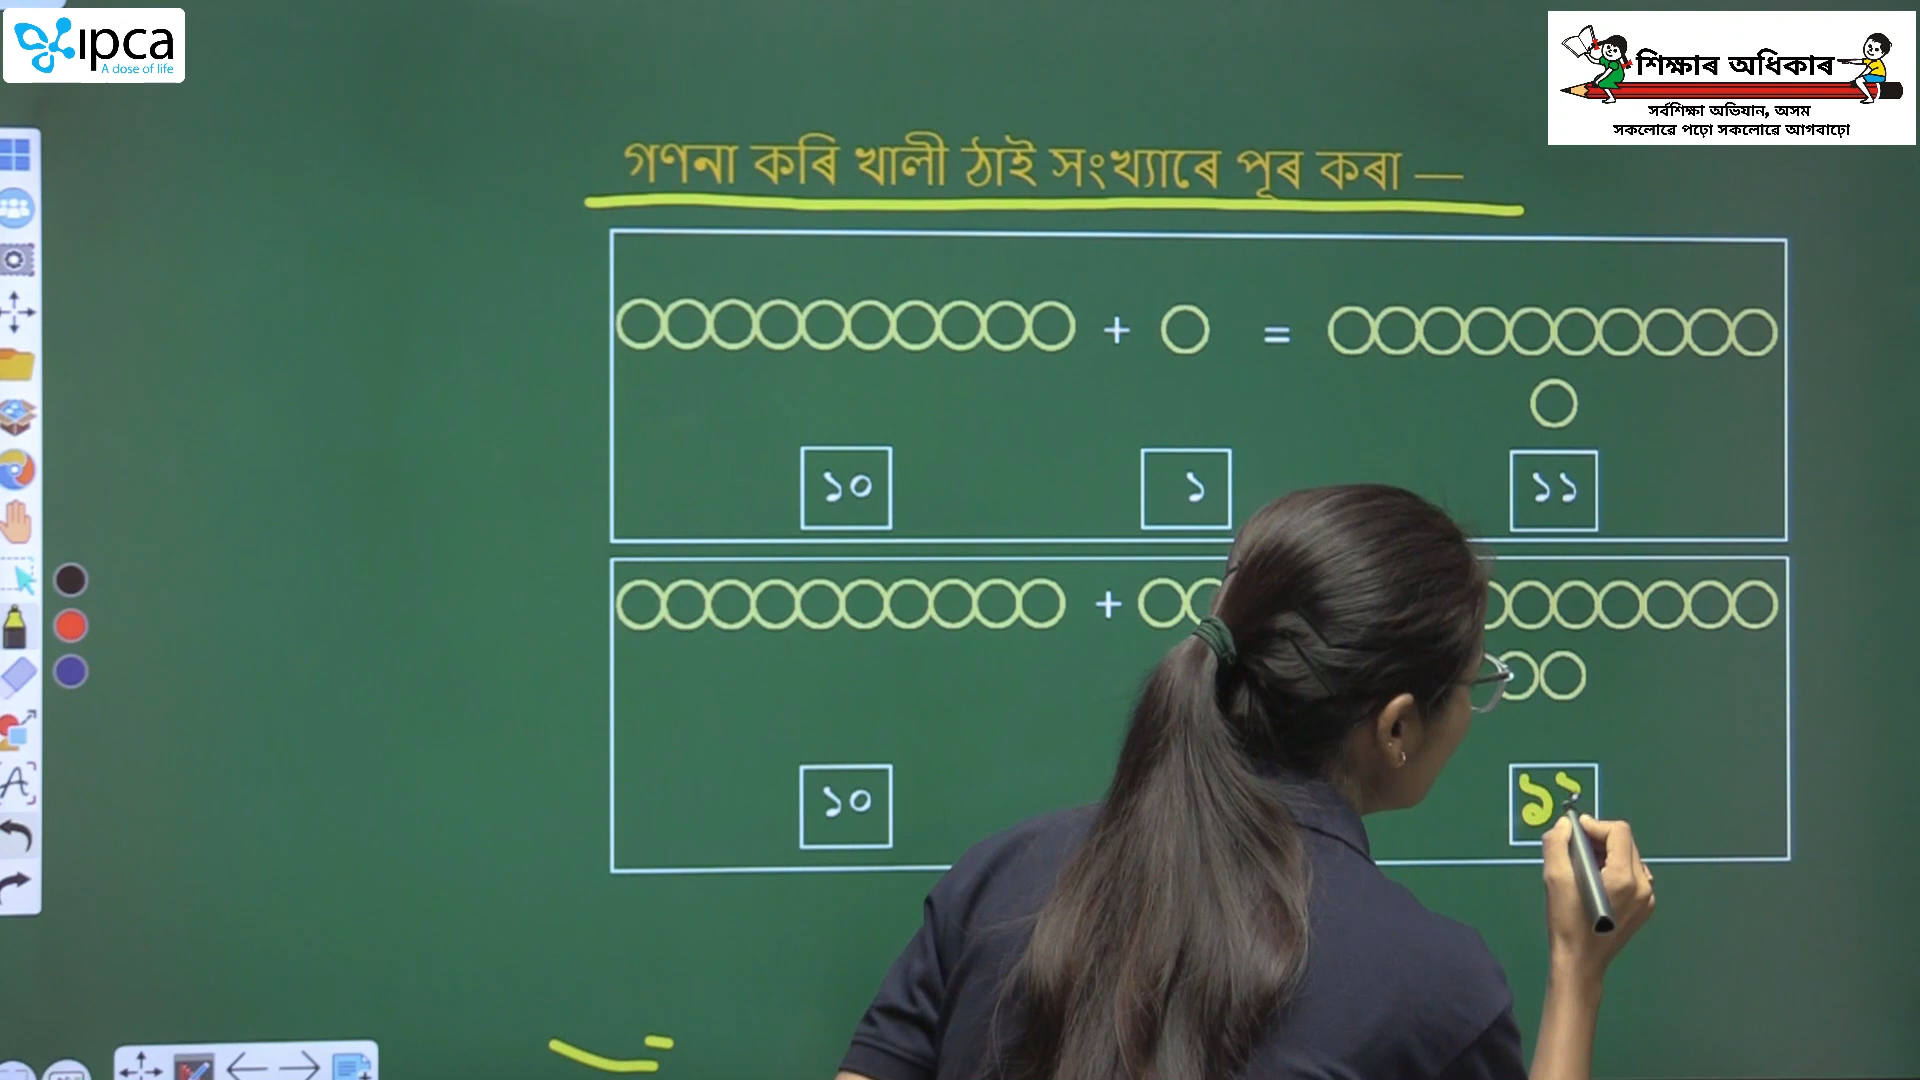 ipca
A dose of life
শিক্ষাৰ অধিকাৰ
সৰ্বশিক্ষা অভিযান, অসম
সকলোৱে পঢ়ো সকলোৱে আগবাঢ়ো
গণনা কৰি খালী ঠাই সংখ্যাৰে পূৰ কৰা —
+ =
১০ ১ ১১
+
১০